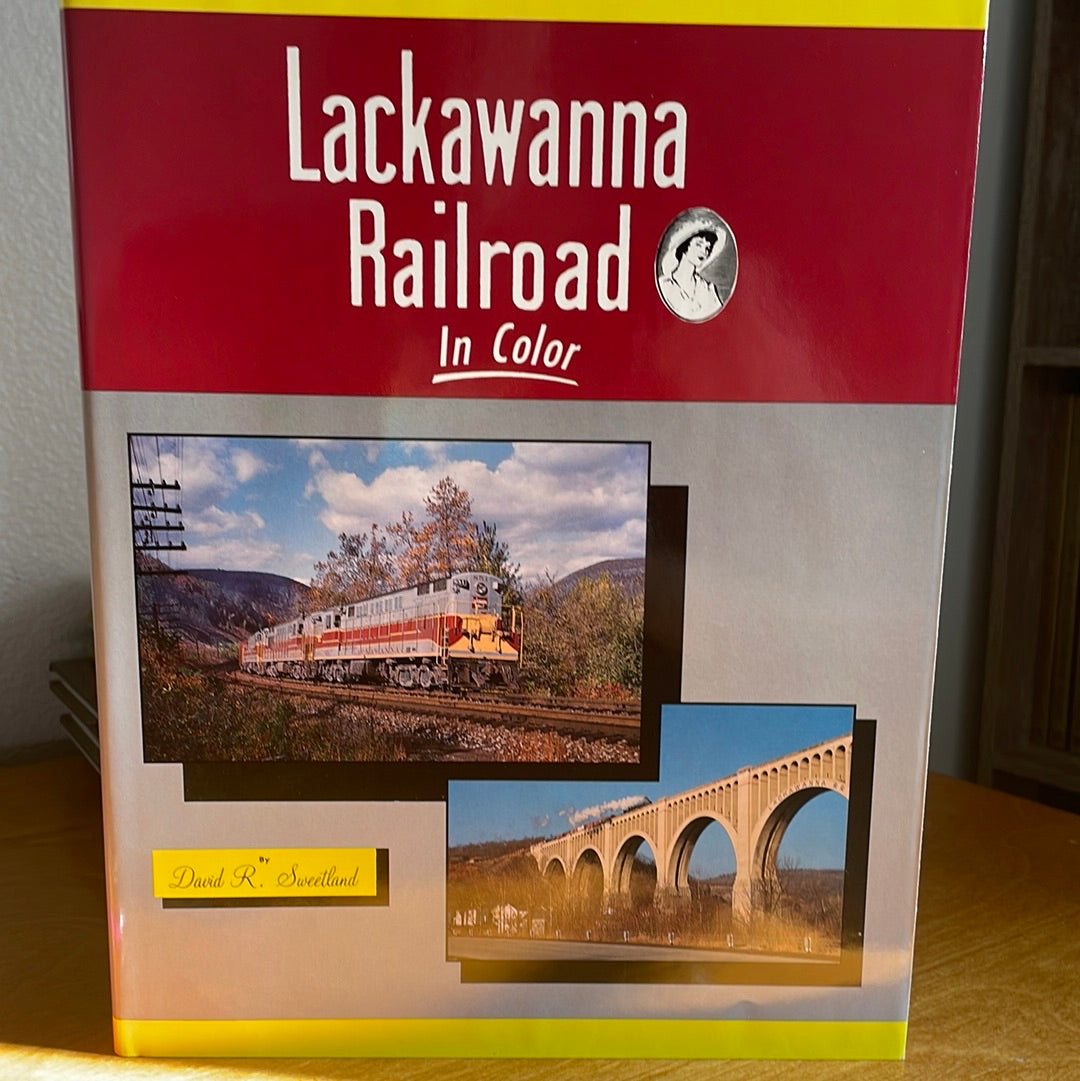 Lackawanna
Railroad
In Color
BY
David R. Sweetland